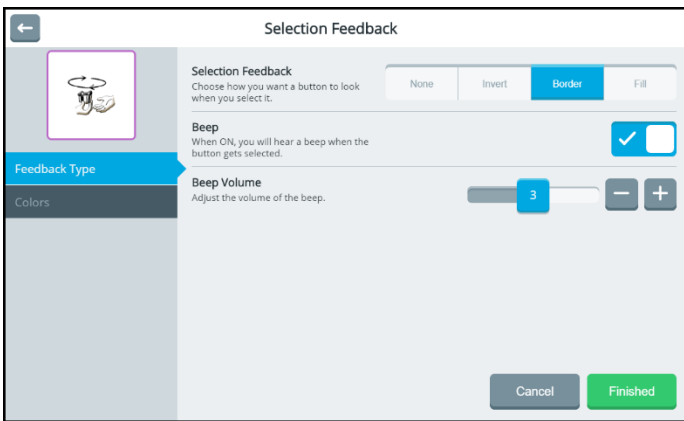 Selection Feedback
Selection Feedback
Choose how you want a button to look
when you select it.
None
Invert
Border
Fill
Beep
When ON, you will hear a beep when the
button gets selected.
Feedback Type
Beep Volume
Adjust the volume of the beep.
3
Colors
Cancel
Finished